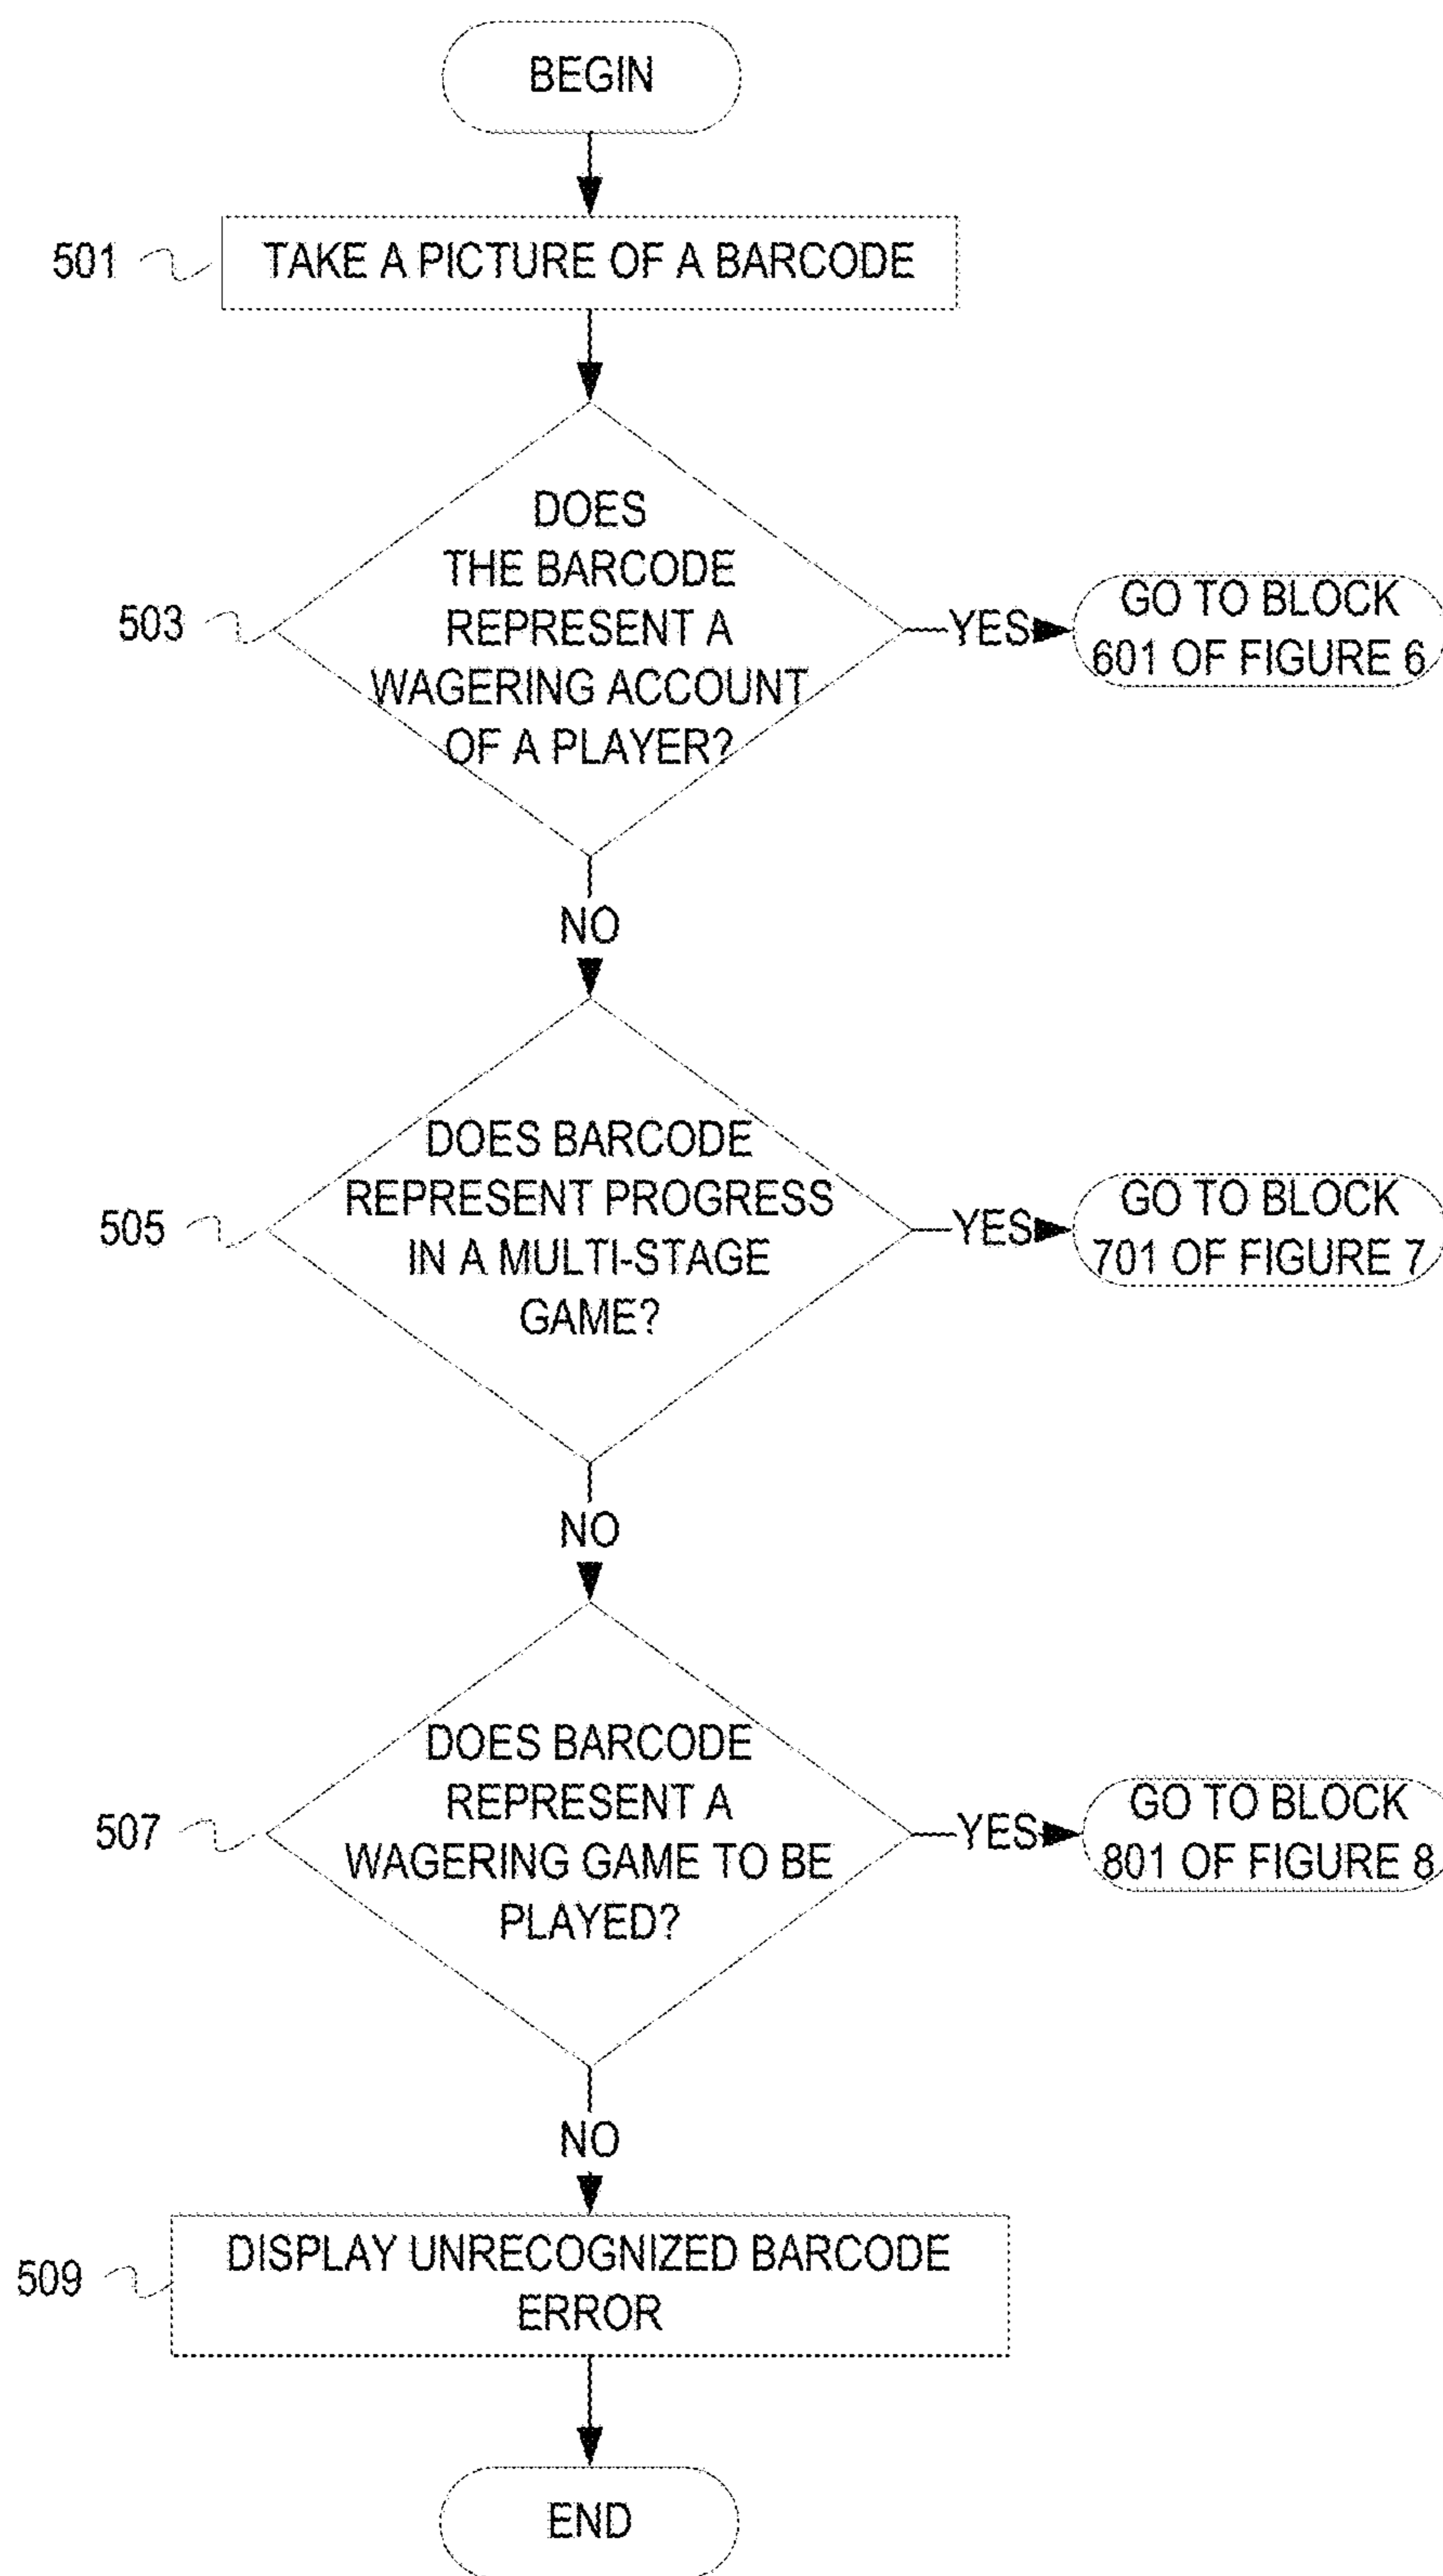 BEGIN
501
TAKE A PICTURE OF A BARCODE
DOES
THE BARCODE
REPRESENT A
WAGERING ACCOUNT
OF A PLAYER?
503
YES
GO TO BLOCK
601 OF FIGURE 6
NO
DOES BARCODE
REPRESENT PROGRESS
IN A MULTI-STAGE
GAME?
505
YES
GO TO BLOCK
701 OF FIGURE 7
NO
DOES BARCODE
REPRESENT A
WAGERING GAME TO BE
PLAYED?
507
YES
GO TO BLOCK
801 OF FIGURE 8
NO
509
DISPLAY UNRECOGNIZED BARCODE
ERROR
END